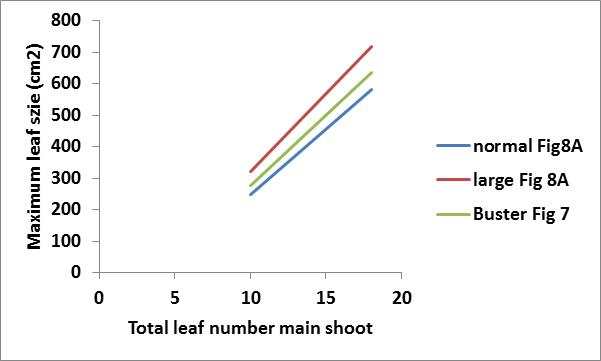 800
700
600
500
400
300
200
100
0
Maximum leaf szie (cm2)
0 5 10 15 20
Total leaf number main shoot
normal Fig8A
large Fig 8A
Buster Fig 7